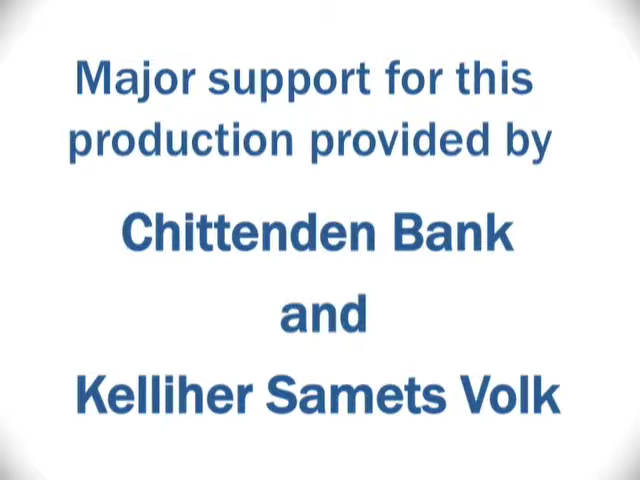 Major support for this
production provided by
Chittenden Bank
and
Kelliher Samets Volk